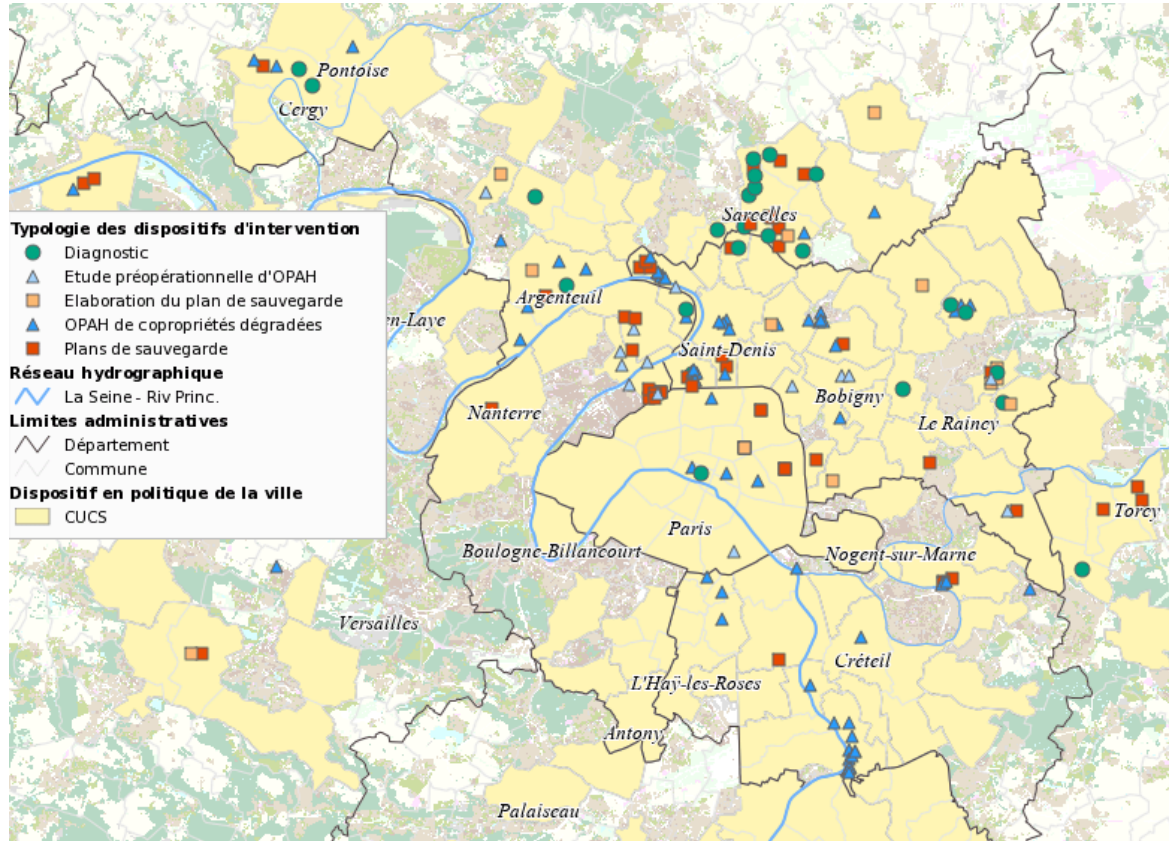 Pontoise
Cergy
Sarcelles
Typologie des dispositifs d'intervention
Diagnostic
Etude préopérationnelle d'OPAH
Elaboration du plan de sauvegarde
OPAH de copropriétés dégradées
Plans de sauvegarde
Réseau hydrographique
La Seine - Riv Princ.
Limites administratives
Département
Commune
Dispositif en politique de la ville
CUCS
Argenteuil
en-Laye
Saint-Denis
Nanterre
Bobigny
Le Raincy
Torcy
Paris
Boulogne-Billancourt
Nogent-sur-Marne
Versailles
Créteil
L'Haÿ-les-Roses
Antony
Palaiseau